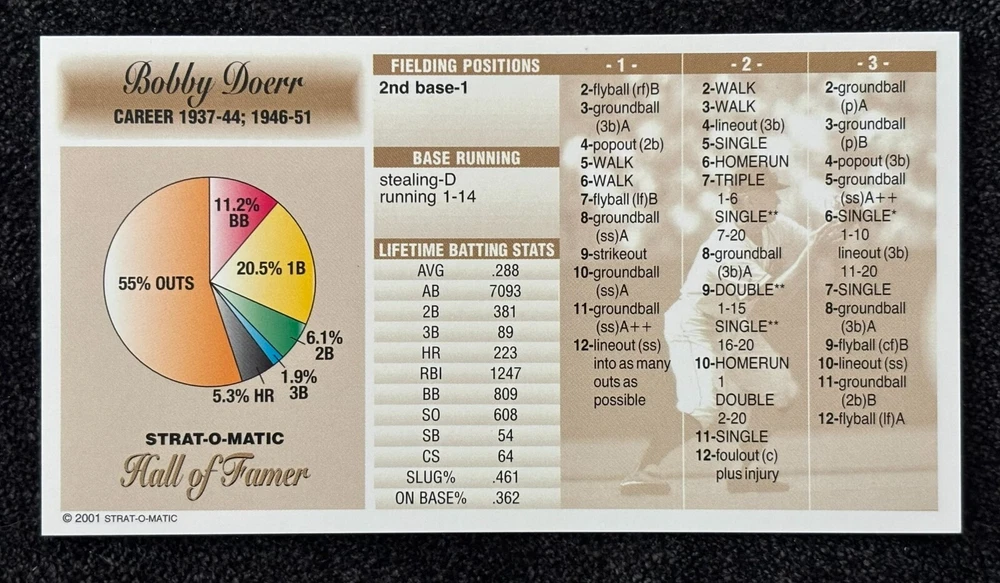 Bobby Doerr
CAREER 1937-44; 1946-51
11.2%
BB
20.5% 1B
55% OUTS
6.1%
2B
1.9%
3B
5.3% HR
STRAT-O-MATIC
Hall of Famer
© 2001 STRAT-O-MATIC
FIELDING POSITIONS
2nd base-1
BASE RUNNING
stealing-D
running 1-14
LIFETIME BATTING STATS
AVG .288
AB 7093
2B 381
3B 89
HR 223
RBI 1247
BB 809
SO 608
SB 54
CS 64
SLUG% .461
ON BASE% .362
- 1 -
2-flyball (rf)B
3-groundball
(3b)A
4-popout (2b)
5-WALK
6-WALK
7-flyball (lf)B
8-groundball
(ss)A
9-strikeout
10-groundball
(ss)A
11-groundball
(ss)A++
12-lineout (ss)
into as many
outs as
possible
- 2 -
2-WALK
3-WALK
4-lineout (3b)
5-SINGLE
6-HOMERUN
7-TRIPLE
1-6
SINGLE**
7-20
8-groundball
(3b)A
9-DOUBLE**
1-15
SINGLE**
16-20
10-HOMERUN
1
DOUBLE
2-20
11-SINGLE
12-foulout (c)
plus injury
- 3 -
2-groundball
(p)A
3-groundball
(p)B
4-popout (3b)
5-groundball
(ss)A++
6-SINGLE*
1-10
lineout (3b)
11-20
7-SINGLE
8-groundball
(3b)A
9-flyball (cf)B
10-lineout (ss)
11-groundball
(2b)B
12-flyball (lf)A